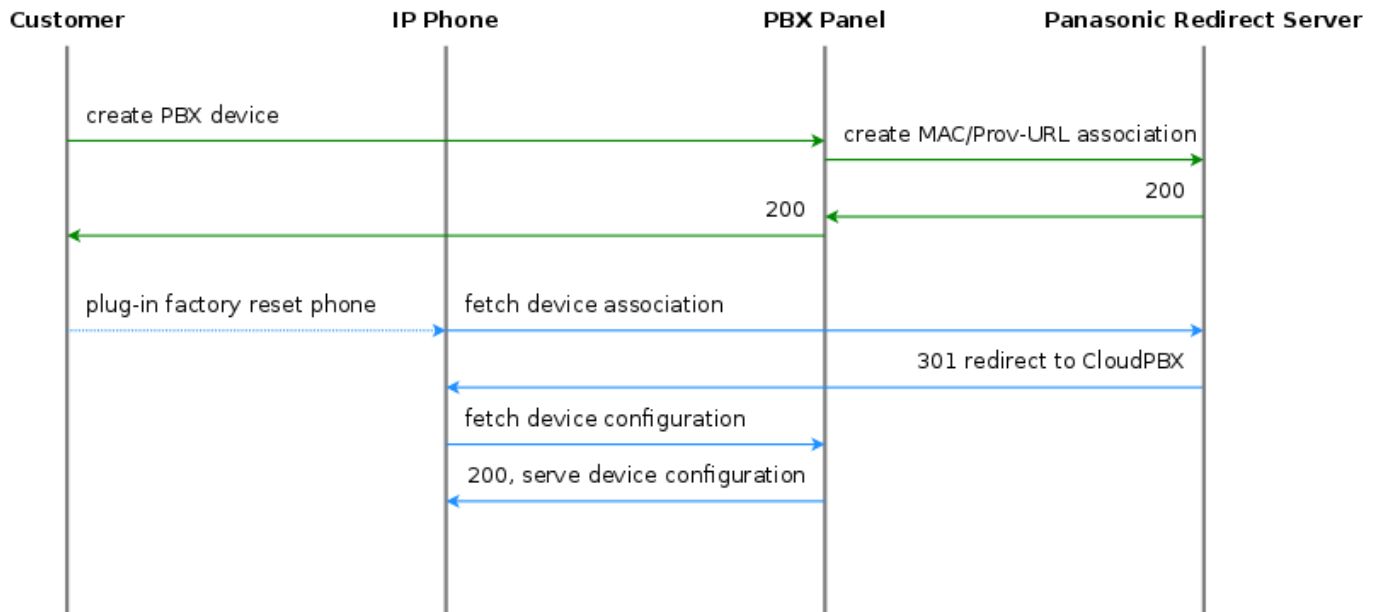 Customer
IP Phone
PBX Panel
Panasonic Redirect Server
create PBX device
create MAC/Prov-URL association
200
200
plug-in factory reset phone
fetch device association
301 redirect to CloudPBX
fetch device configuration
200, serve device configuration